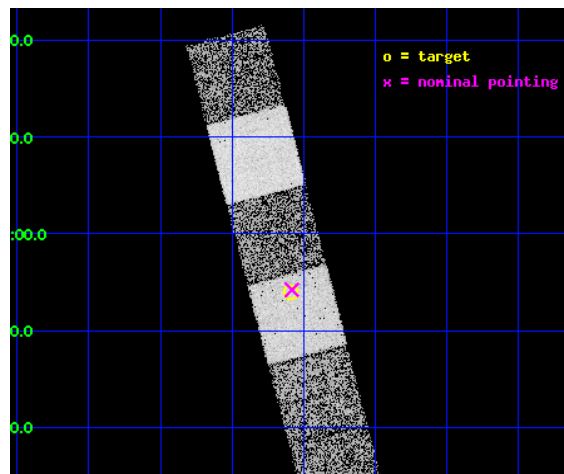 0.0
o = target
x = nominal pointing
0.0
:00.0
0.0
0.0